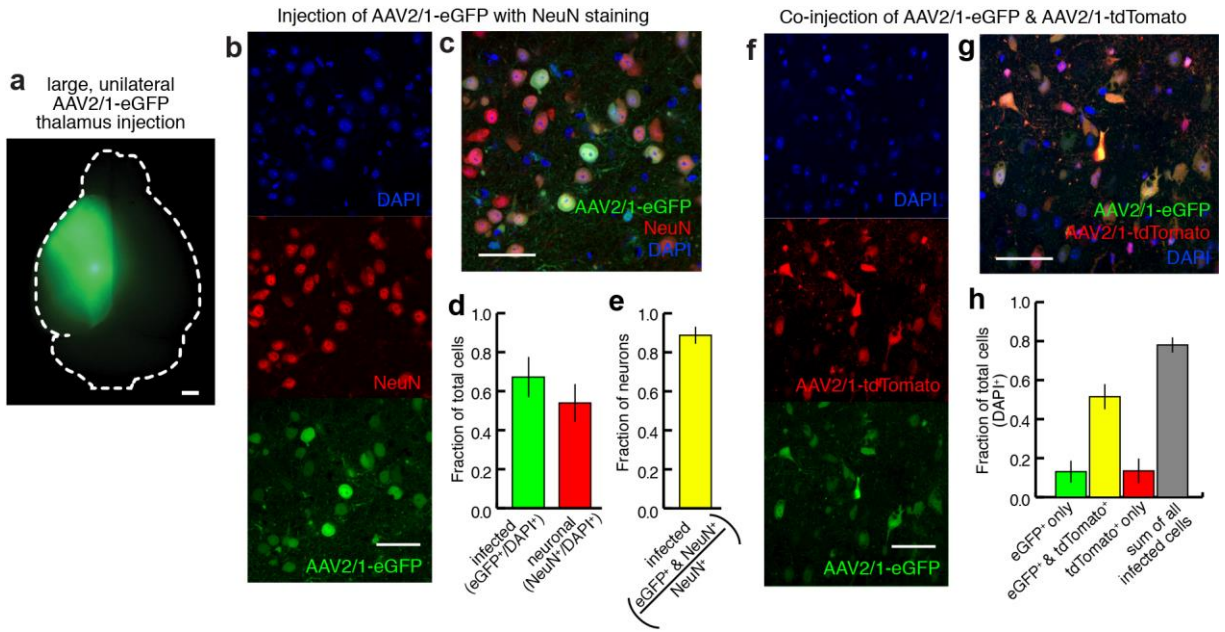 Injection of AAV2/1-eGFP with NeuN staining
Co-injection of AAV2/1-eGFP & AAV2/1-tdTomato
a
large, unilateral
AAV2/1-eGFP
thalamus injection
b
DAPI
NeuN
AAV2/1-eGFP
c
AAV2/1-eGFP
NeuN
DAPI
d
Fraction of total cells
1.0
0.8
0.6
0.4
0.2
0.0
infected
(eGFP⁺/DAPI⁺)
neuronal
(NeuN⁺/DAPI⁺)
e
Fraction of neurons
1.0
0.8
0.6
0.4
0.2
0.0
infected
(eGFP⁺ & NeuN⁺
NeuN⁺)
f
DAPI
AAV2/1-tdTomato
AAV2/1-eGFP
g
AAV2/1-eGFP
AAV2/1-tdTomato
DAPI
h
Fraction of total cells
(DAPI⁺)
1.0
0.8
0.6
0.4
0.2
0.0
eGFP⁺ only
eGFP⁺ & tdTomato⁺
tdTomato⁺ only
sum of all
infected cells